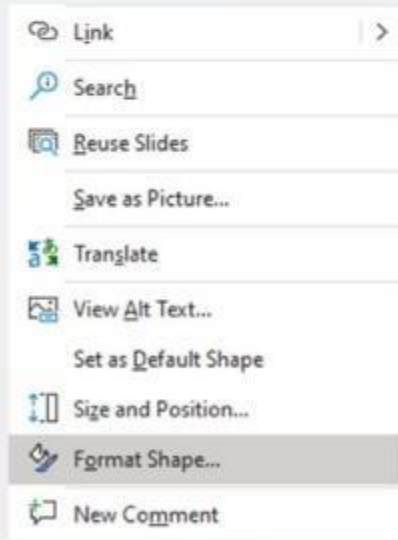 Link
Search
Reuse Slides
Save as Picture...
Translate
View Alt Text...
Set as Default Shape
Size and Position...
Format Shape...
New Comment